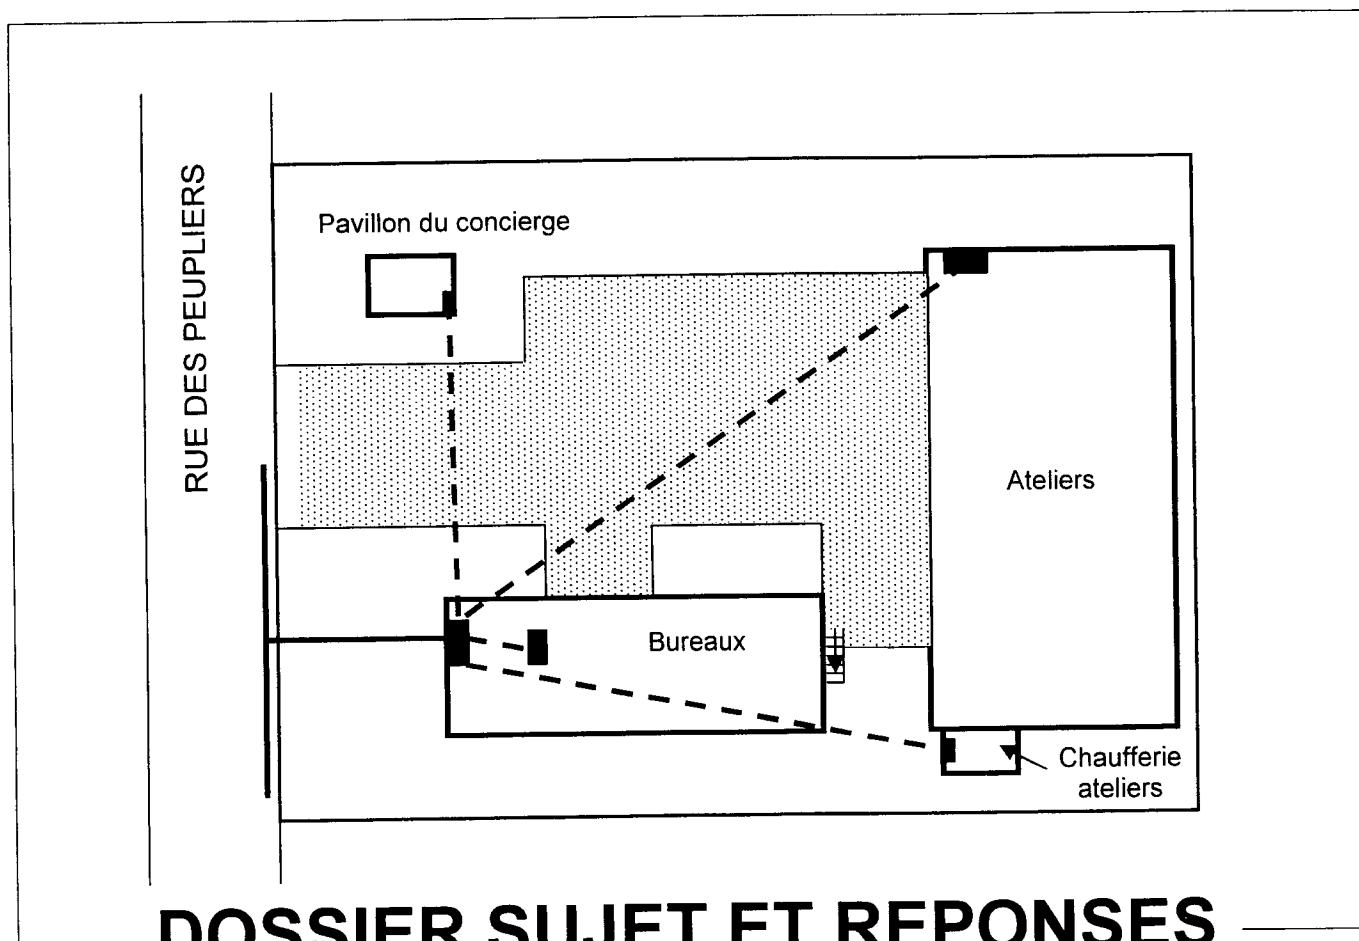 RUE DES PEUPLIERS
Pavillon du concierge
Ateliers
Bureaux
Chaufferie
ateliers
DOSSIER SUJET ET REPONSES